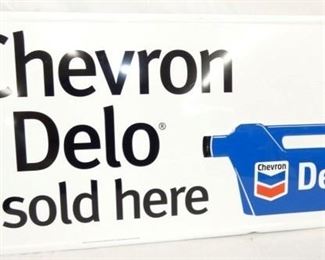 Chevron
Delo®
sold here
Chevron
De